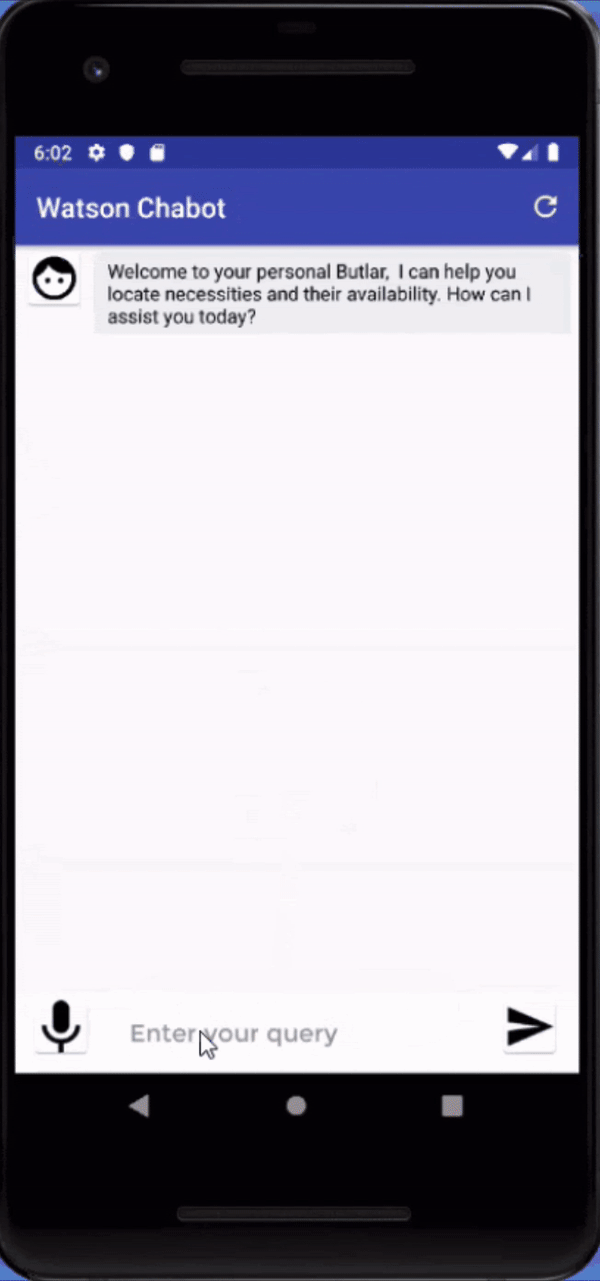 6:02
Watson Chabot
Welcome to your personal Butlar,  I can help you
locate necessities and their availability. How can I
assist you today?
Enter your query